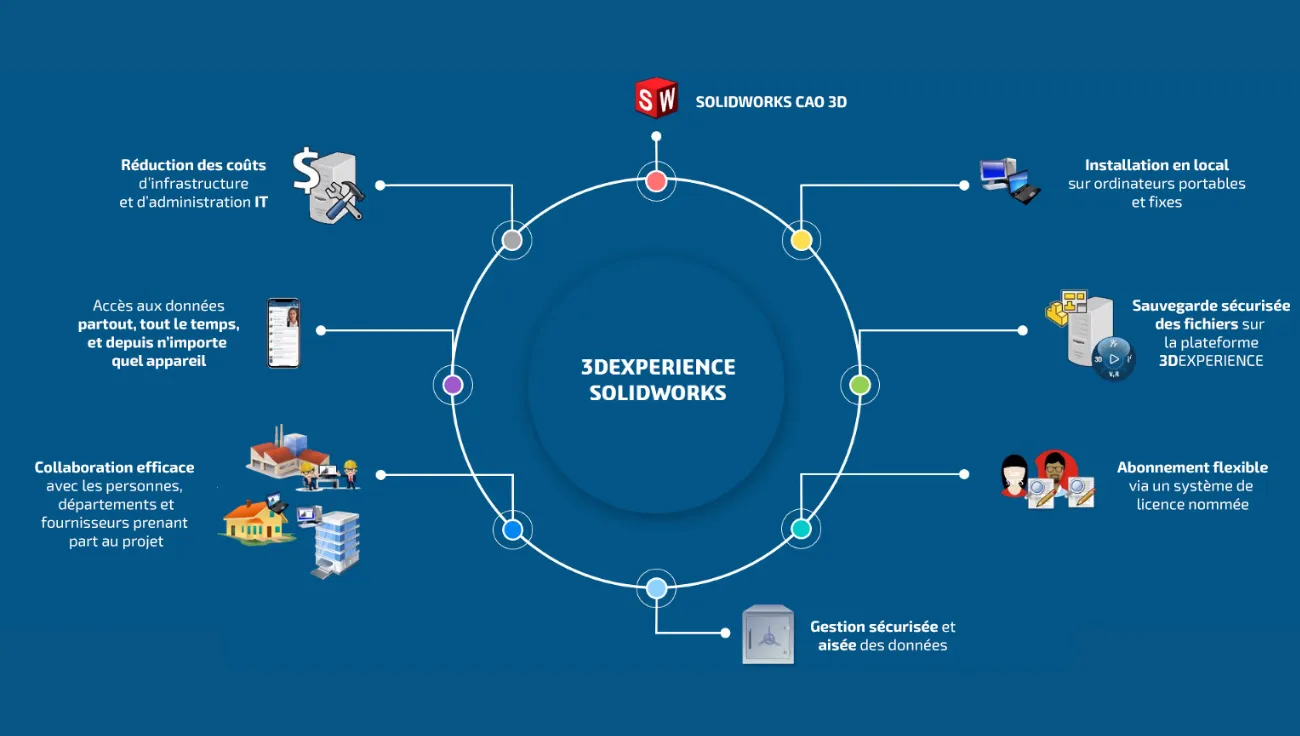 SW
SOLIDWORKS CAO 3D
Réduction des coûts
d'infrastructure
et d'administration IT
$
Installation en local
sur ordinateurs portables
et fixes
Accès aux données
partout, tout le temps,
et depuis n'importe
quel appareil
3DEXPERIENCE
SOLIDWORKS
Sauvegarde sécurisée
des fichiers sur
la plateforme
3DEXPERIENCE
3D
V,R
Collaboration efficace
avec les personnes,
départements et
fournisseurs prenant
part au projet
Abonnement flexible
via un système de
licence nommée
Gestion sécurisée et
aisée des données